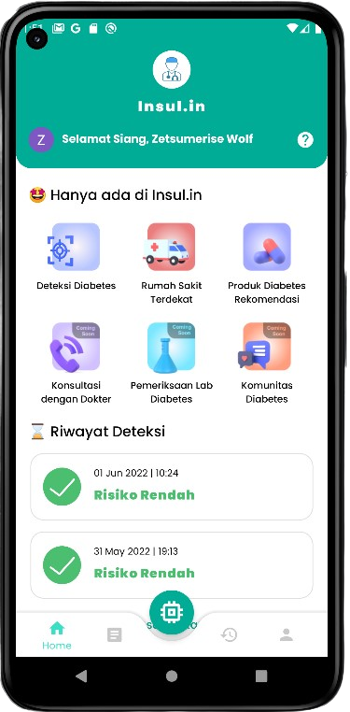 Insul.in
Z
Selamat Siang, Zetsumerise Wolf
?
🤩 Hanya ada di Insul.in
Deteksi Diabetes
Rumah Sakit
Terdekat
Produk Diabetes
Rekomendasi
Coming
Soon
Coming
Soon
Coming
Soon
Konsultasi
dengan Dokter
Pemeriksaan Lab
Diabetes
Komunitas
Diabetes
⌛ Riwayat Deteksi
01 Jun 2022 | 10:24
Risiko Rendah
31 May 2022 | 19:13
Risiko Rendah
Home